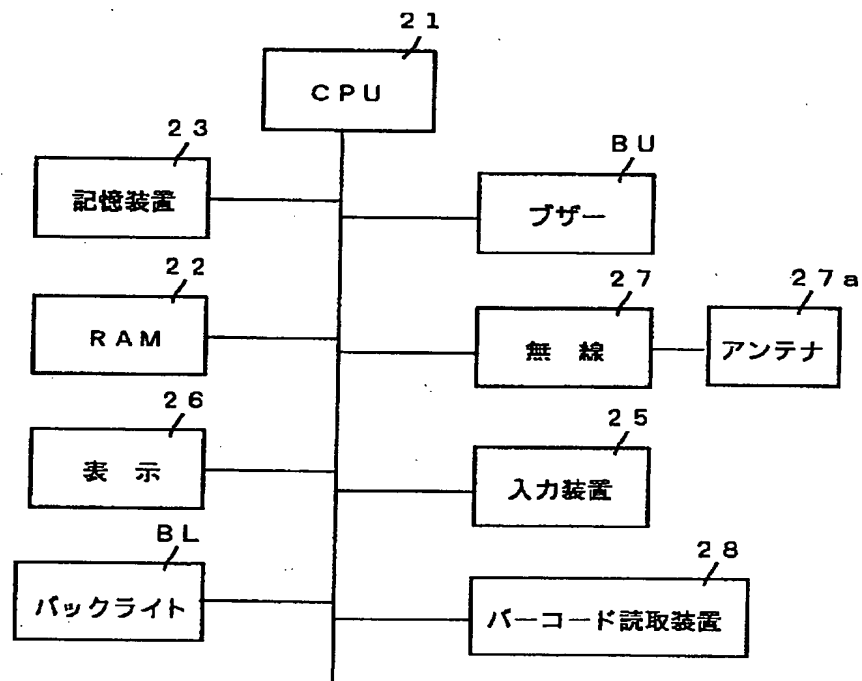 21
CPU
23
記憶装置
BU
ブザー
22
RAM
27
無 線
27a
アンテナ
26
表 示
25
入力装置
BL
バックライト
28
バーコード読取装置